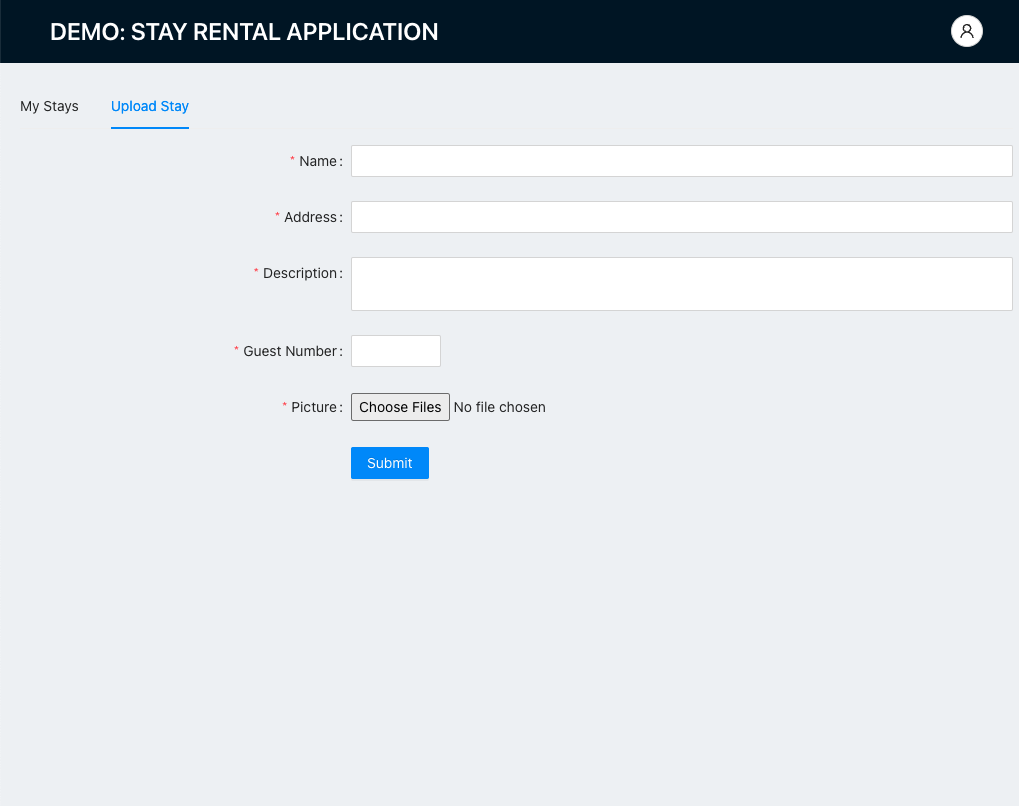 DEMO: STAY RENTAL APPLICATION
My Stays Upload Stay
* Name:
* Address:
* Description:
* Guest Number:
* Picture: Choose Files No file chosen
Submit